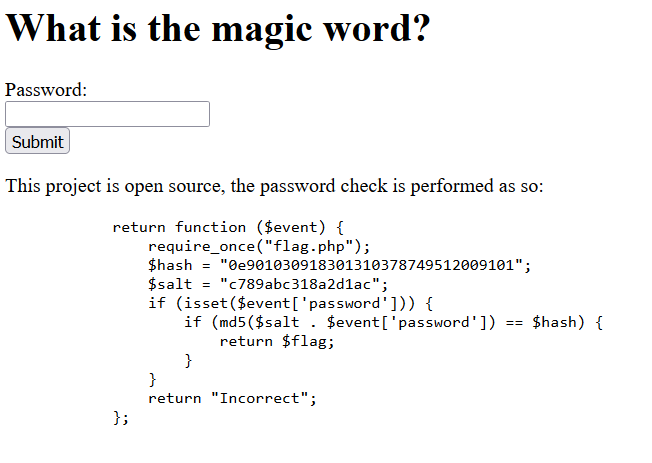 What is the magic word?
Password:
Submit
This project is open source, the password check is performed as so:
return function ($event) {
    require_once("flag.php");
    $hash = "0e901030918301310378749512009101";
    $salt = "c789abc318a2d1ac";
    if (isset($event['password'])) {
        if (md5($salt . $event['password']) == $hash) {
            return $flag;
        }
    }
    return "Incorrect";
};